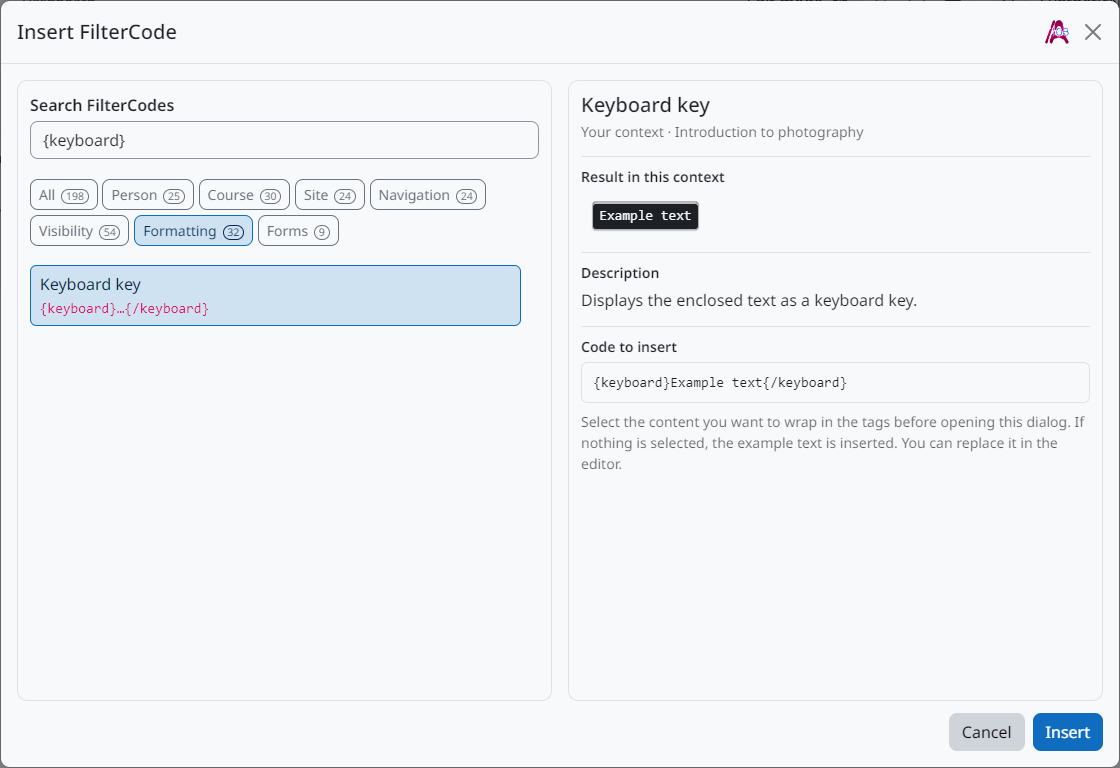 Insert FilterCode
Search FilterCodes
{keyboard}
All 198 Person 25 Course 30 Site 24 Navigation 24
Visibility 54 Formatting 32 Forms 9
Keyboard key
{keyboard}…{/keyboard}
Keyboard key
Your context · Introduction to photography
Result in this context
Example text
Description
Displays the enclosed text as a keyboard key.
Code to insert
{keyboard}Example text{/keyboard}
Select the content you want to wrap in the tags before opening this dialog. If
nothing is selected, the example text is inserted. You can replace it in the
editor.
Cancel Insert